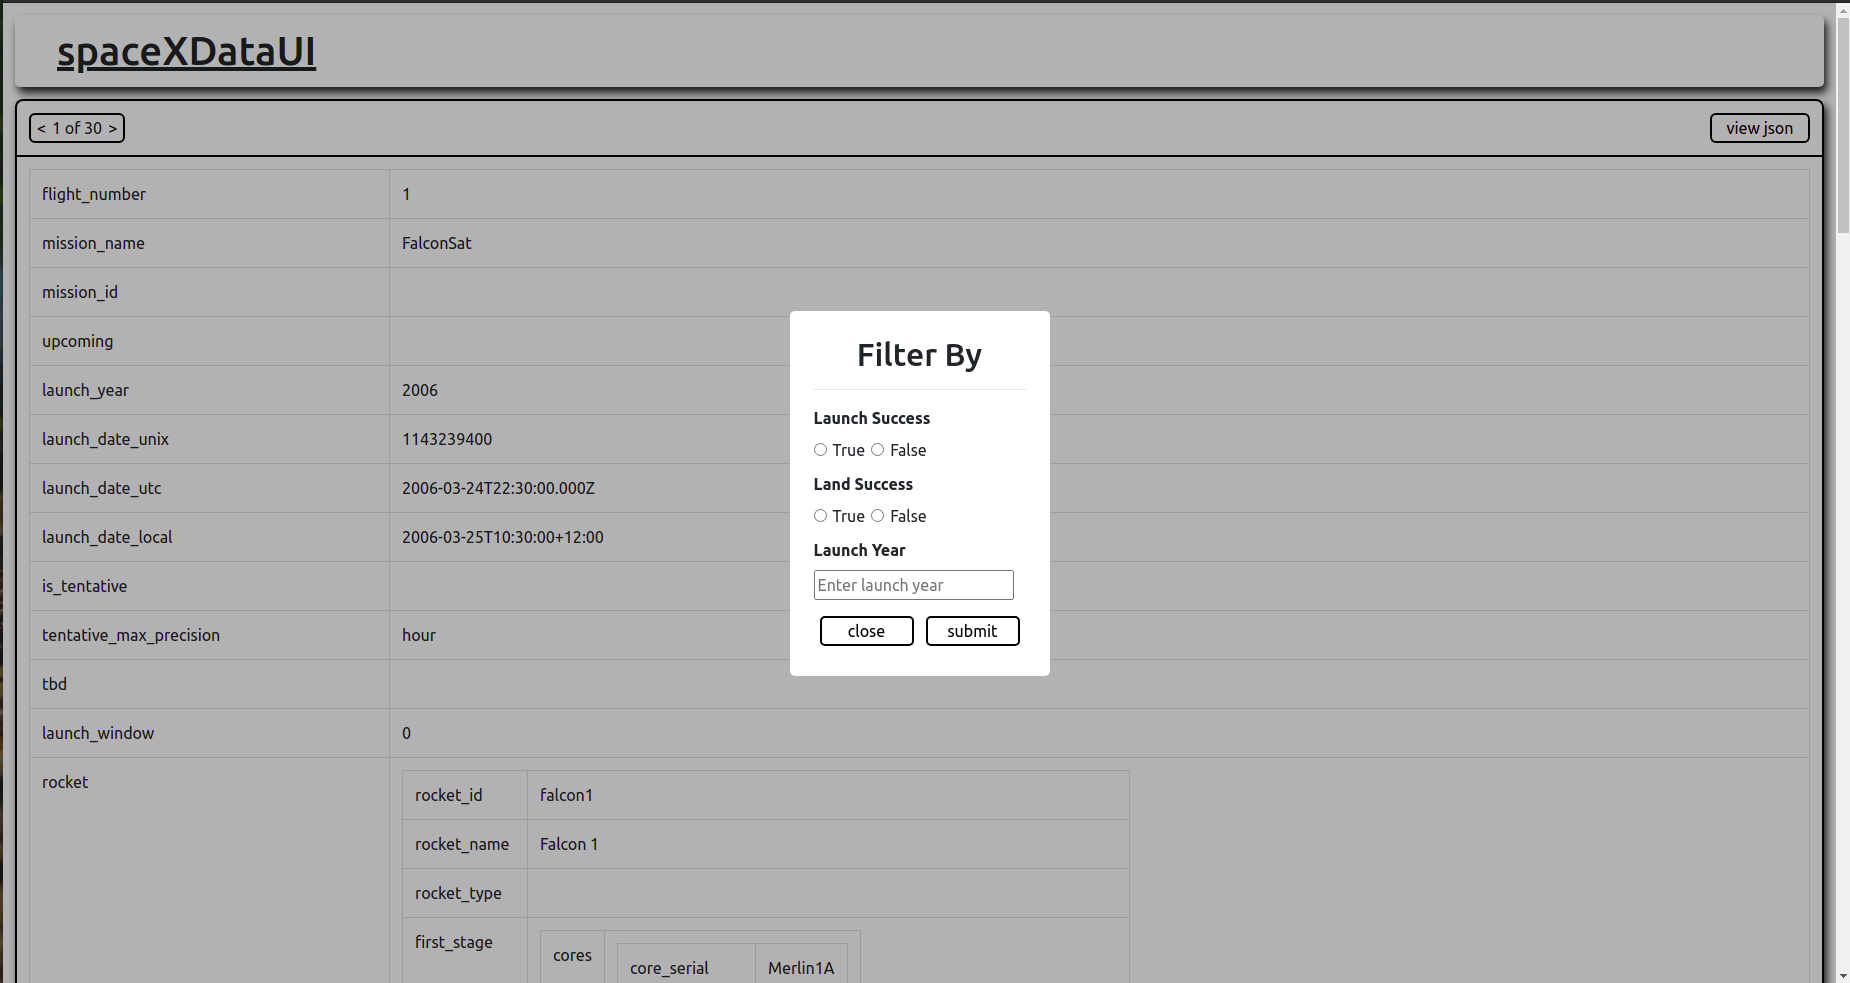 spaceXDataUI
< 1 of 30 >
view json
flight_number 1
mission_name FalconSat
mission_id
upcoming
launch_year 2006
launch_date_unix 1143239400
launch_date_utc 2006-03-24T22:30:00.000Z
launch_date_local 2006-03-25T10:30:00+12:00
is_tentative
tentative_max_precision hour
tbd
launch_window 0
rocket
rocket_id falcon1
rocket_name Falcon 1
rocket_type
first_stage
cores
core_serial Merlin1A
Filter By
Launch Success
True False
Land Success
True False
Launch Year
Enter launch year
close submit